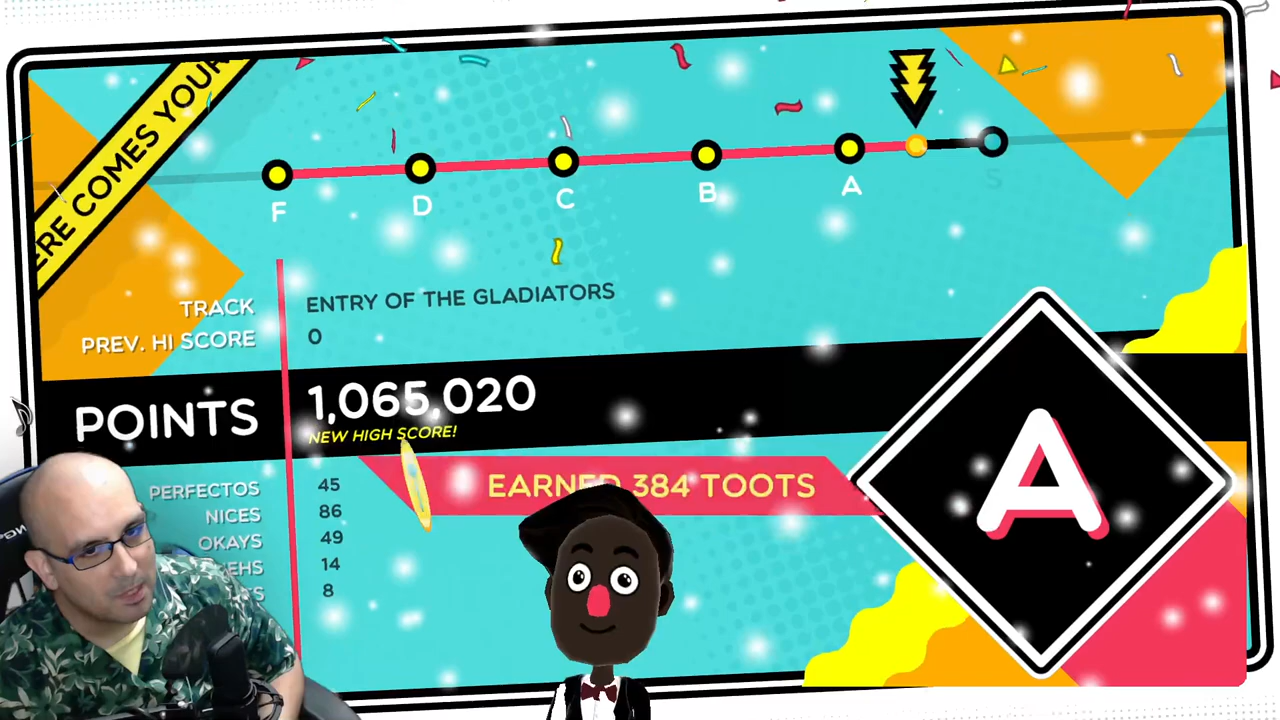 ERE COMES YOUR
F D C B A S
TRACK ENTRY OF THE GLADIATORS
PREV. HI SCORE 0
POINTS 1,065,020
NEW HIGH SCORE!
EARNED 384 TOOTS
PERFECTOS 45
NICES 86
OKAYS 49
EHS 14
8
A